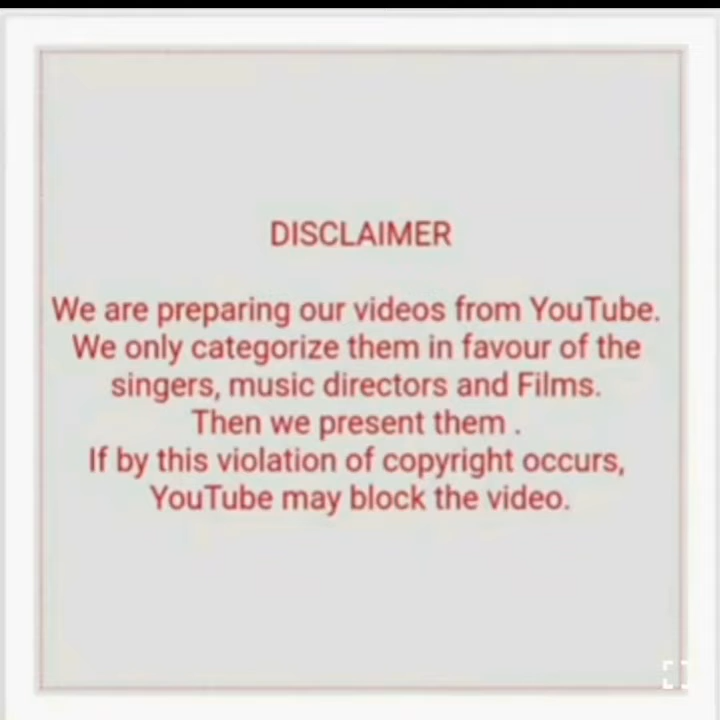 DISCLAIMER
We are preparing our videos from YouTube.
We only categorize them in favour of the
singers, music directors and Films.
Then we present them .
If by this violation of copyright occurs,
YouTube may block the video.